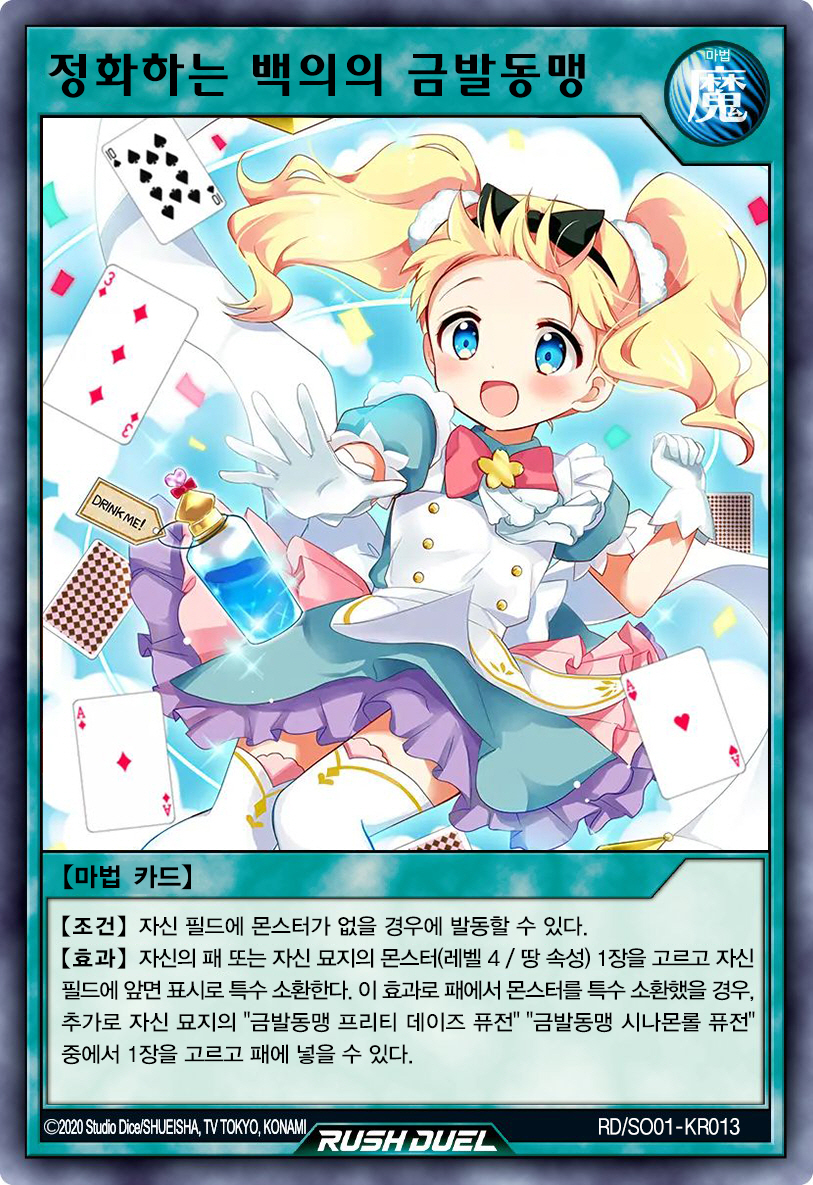 정화하는 백의의 금발동맹
마법
魔
10
10
3
3
DRINK ME!
A
A
A
A
【마법 카드】
【조건】 자신 필드에 몬스터가 없을 경우에 발동할 수 있다.
【효과】 자신의 패 또는 자신 묘지의 몬스터(레벨 4 / 땅 속성) 1장을 고르고 자신
필드에 앞면 표시로 특수 소환한다. 이 효과로 패에서 몬스터를 특수 소환했을 경우,
추가로 자신 묘지의 "금발동맹 프리티 데이즈 퓨전" "금발동맹 시나몬롤 퓨전"
중에서 1장을 고르고 패에 넣을 수 있다.
©2020 Studio Dice/SHUEISHA, TV TOKYO, KONAMI
RUSH DUEL
RD/SO01-KR013